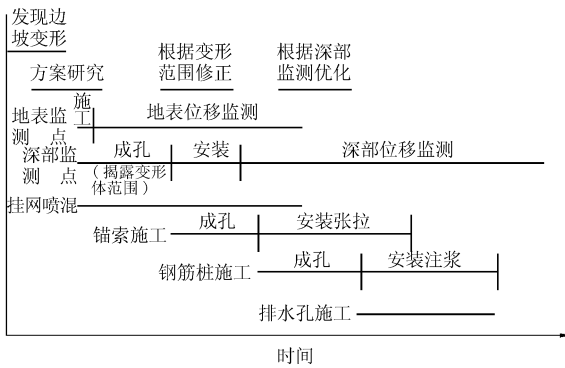 发现边
坡变形
方案研究
根据变形
范围修正
根据深部
监测优化
施
工
地表监
测 点
地表位移监测
深部监
测 点
成孔
安装
深部位移监测
(揭露变形
体范围)
挂网喷混
锚索施工
成孔
安装张拉
钢筋桩施工
成孔
安装注浆
排水孔施工
时间